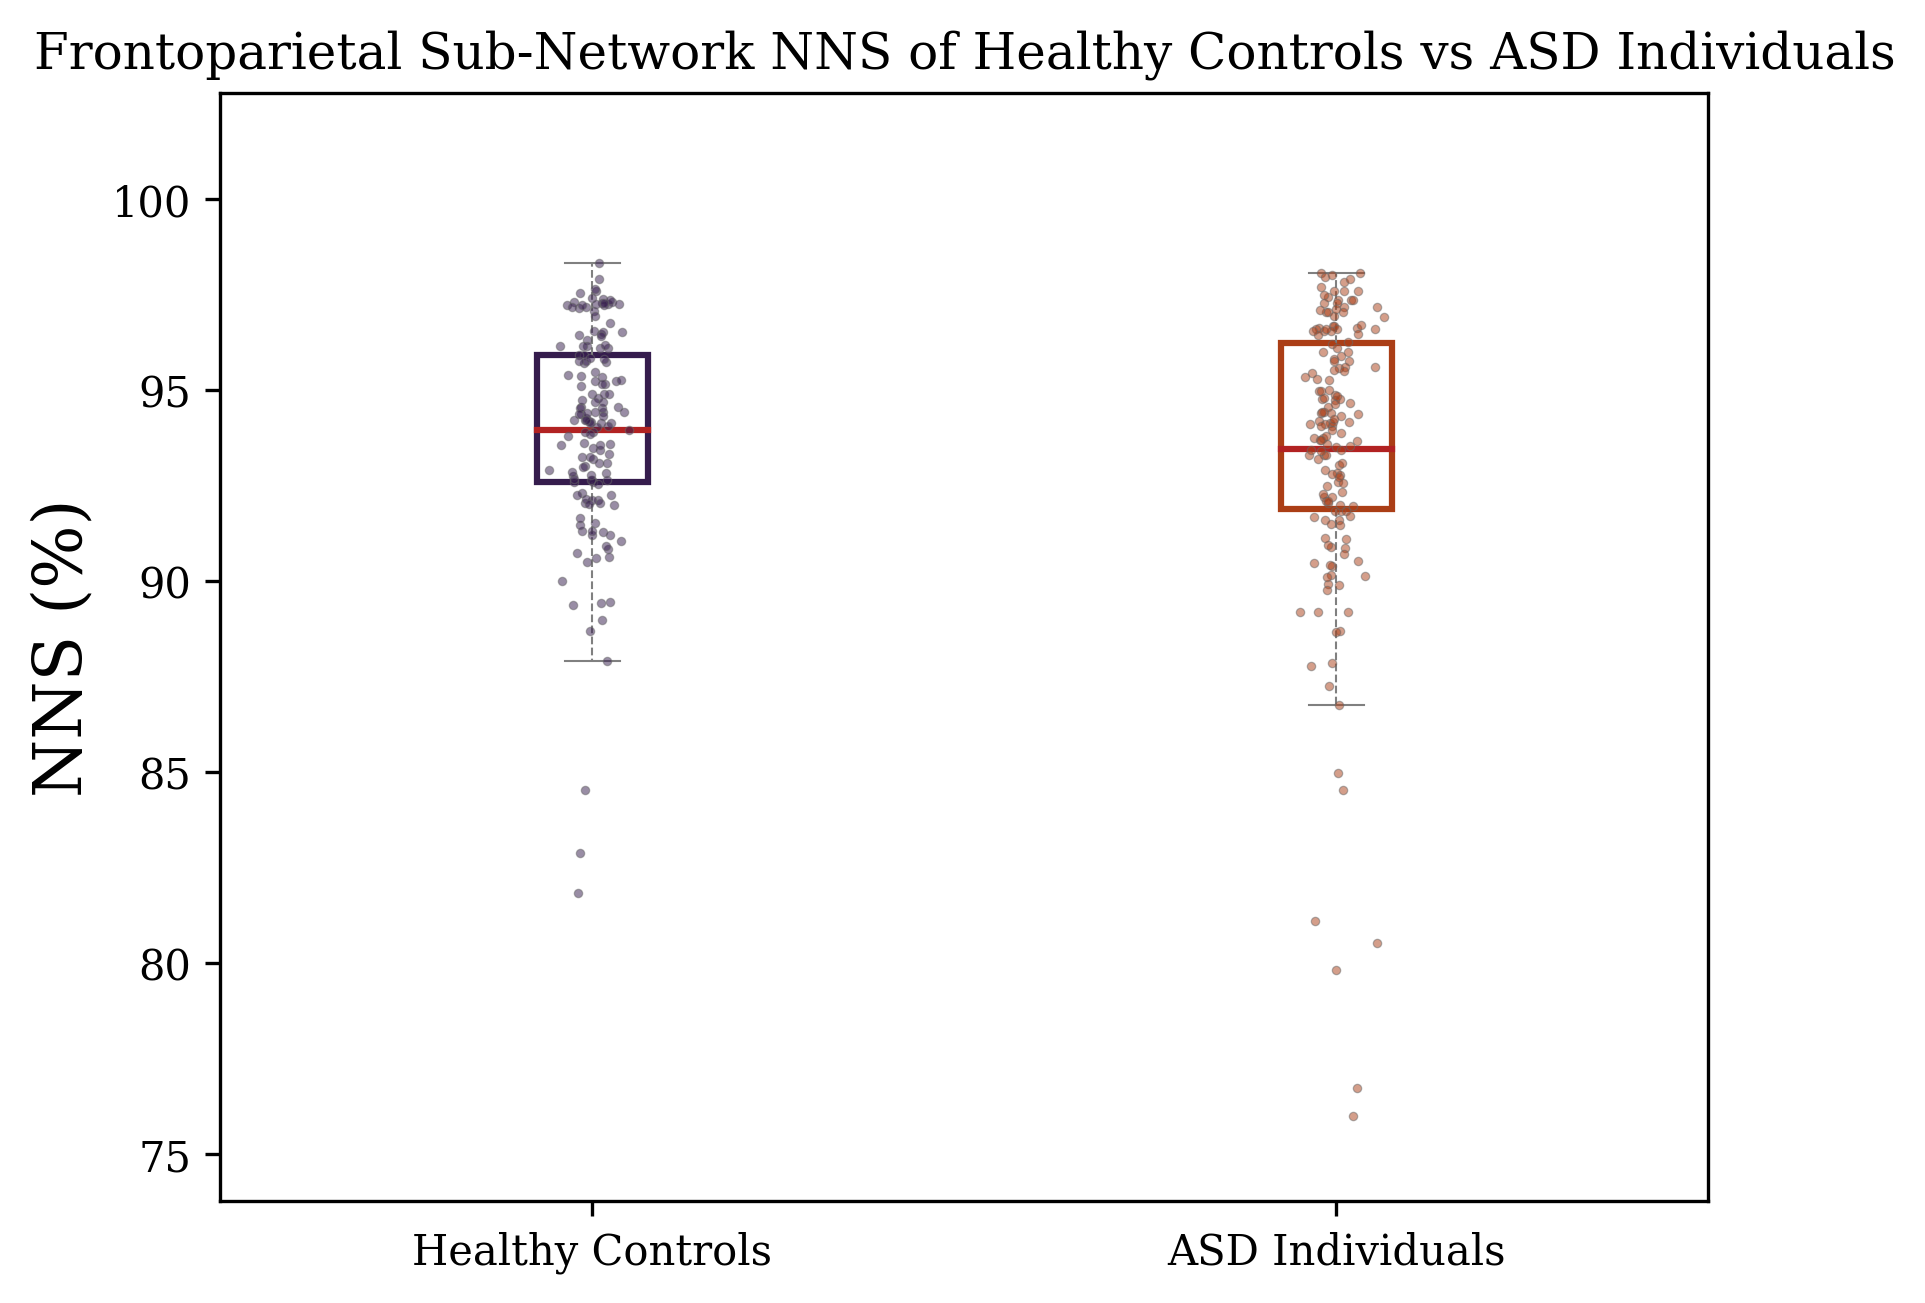 Frontoparietal Sub-Network NNS of Healthy Controls vs ASD Individuals
NNS (%)
100
95
90
85
80
75
Healthy Controls
ASD Individuals